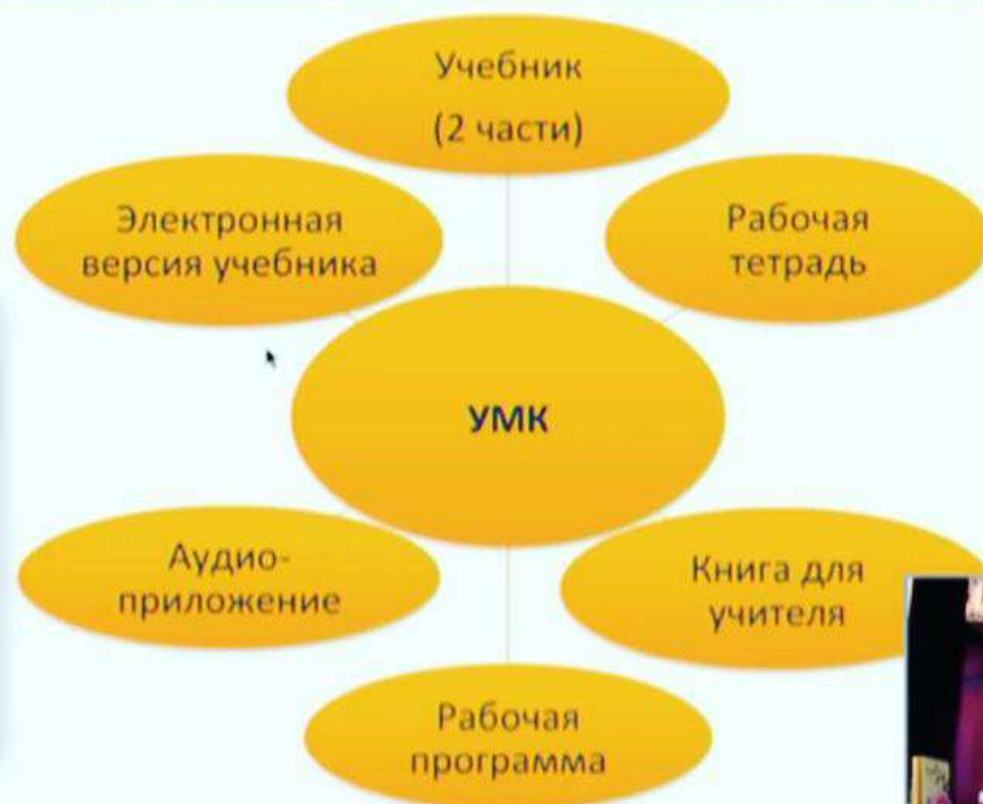 Учебник
(2 части)
Электронная
версия учебника
Рабочая
тетрадь
УМК
Аудио-
приложение
Книга для
учителя
Рабочая
программа